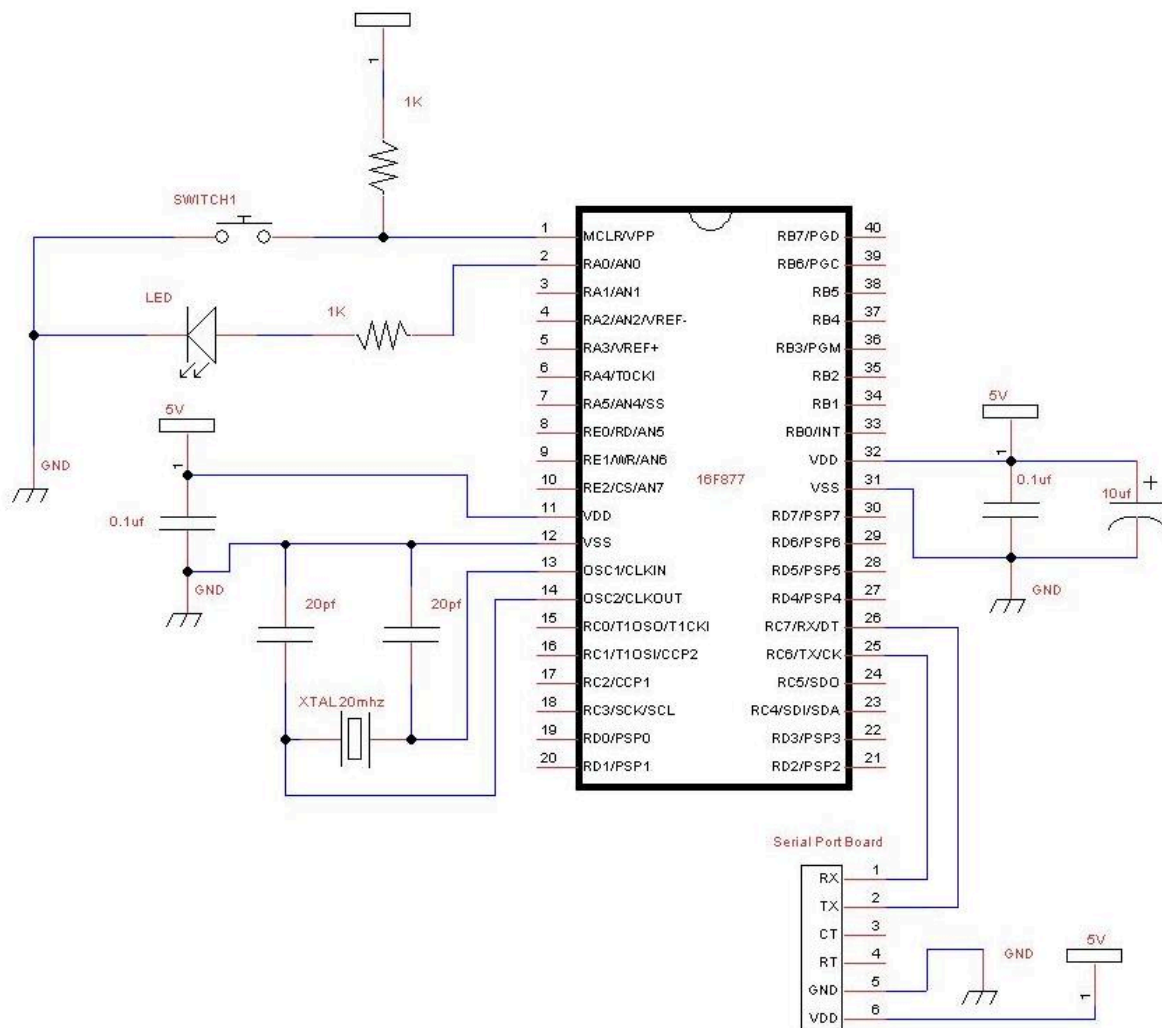 1
1K
SWITCH1
LED
1K
GND
5V
1
0.1uf
GND
20pf
20pf
XTAL20mhz
1 MCLR/VPP
2 RA0/AN0
3 RA1/AN1
4 RA2/AN2/VREF-
5 RA3/VREF+
6 RA4/T0CKI
7 RA5/AN4/SS
8 RE0/RD/AN5
9 RE1/WR/AN6
10 RE2/CS/AN7
11 VDD
12 VSS
13 OSC1/CLKIN
14 OSC2/CLKOUT
15 RC0/T1OSO/T1CKI
16 RC1/T1OSI/CCP2
17 RC2/CCP1
18 RC3/SCK/SCL
19 RD0/PSP0
20 RD1/PSP1
16F877
RB7/PGD 40
RB6/PGC 39
RB5 38
RB4 37
RB3/PGM 36
RB2 35
RB1 34
RB0/INT 33
VDD 32
VSS 31
RD7/PSP7 30
RD6/PSP6 29
RD5/PSP5 28
RD4/PSP4 27
RC7/RX/DT 26
RC6/TX/CK 25
RC5/SDO 24
RC4/SDI/SDA 23
RD3/PSP3 22
RD2/PSP2 21
5V
1
0.1uf
10uf
+
GND
Serial Port Board
RX 1
TX 2
CT 3
RT 4
GND 5
VDD 6
GND
5V
1